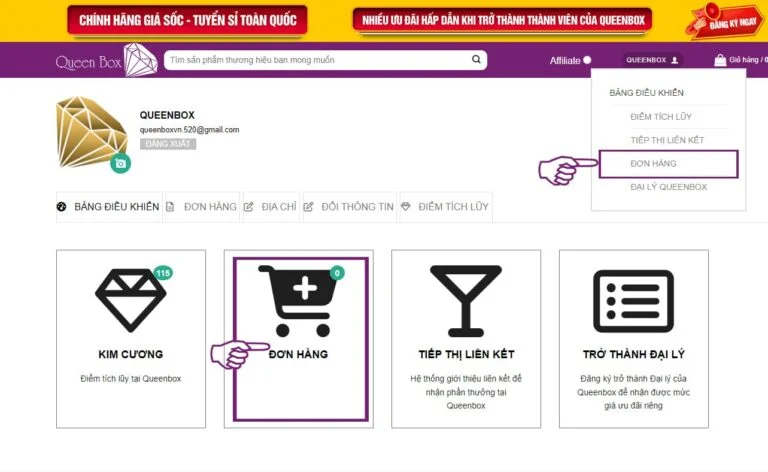 CHÍNH HÃNG GIÁ SỐC - TUYỂN SỈ TOÀN QUỐC
NHIỀU ƯU ĐÃI HẤP DẪN KHI TRỞ THÀNH THÀNH VIÊN CỦA QUEENBOX
ĐĂNG KÝ NGAY
Queen Box
Tìm sản phẩm thương hiệu bạn mong muốn
Affiliate
QUEENBOX
Giỏ hàng / 0
BẢNG ĐIỀU KHIỂN
ĐIỂM TÍCH LŨY
TIẾP THỊ LIÊN KẾT
ĐƠN HÀNG
ĐẠI LÝ QUEENBOX
QUEENBOX
queenboxvn.520@gmail.com
ĐĂNG XUẤT
BẢNG ĐIỀU KHIỂN
ĐƠN HÀNG
ĐỊA CHỈ
ĐỔI THÔNG TIN
ĐIỂM TÍCH LŨY
115
KIM CƯƠNG
Điểm tích lũy tại Queenbox
0
ĐƠN HÀNG
TIẾP THỊ LIÊN KẾT
Hệ thống giới thiệu liên kết để
nhận phần thưởng tại
Queenbox
TRỞ THÀNH ĐẠI LÝ
Đăng ký trở thành Đại lý của
Queenbox để nhận được mức
giá ưu đãi riêng